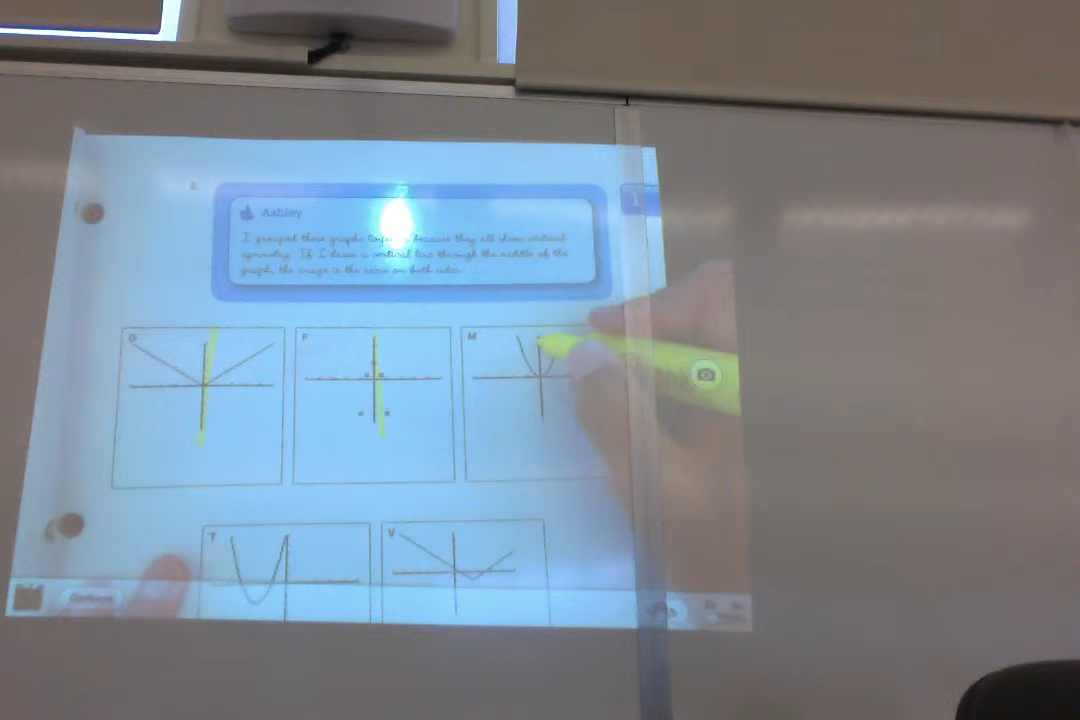 2.
Ashley
I grouped these graphs because they all show vertical
symmetry. If I draw a vertical line through the middle of the
graph, the image is the same on both sides.
F
M
V